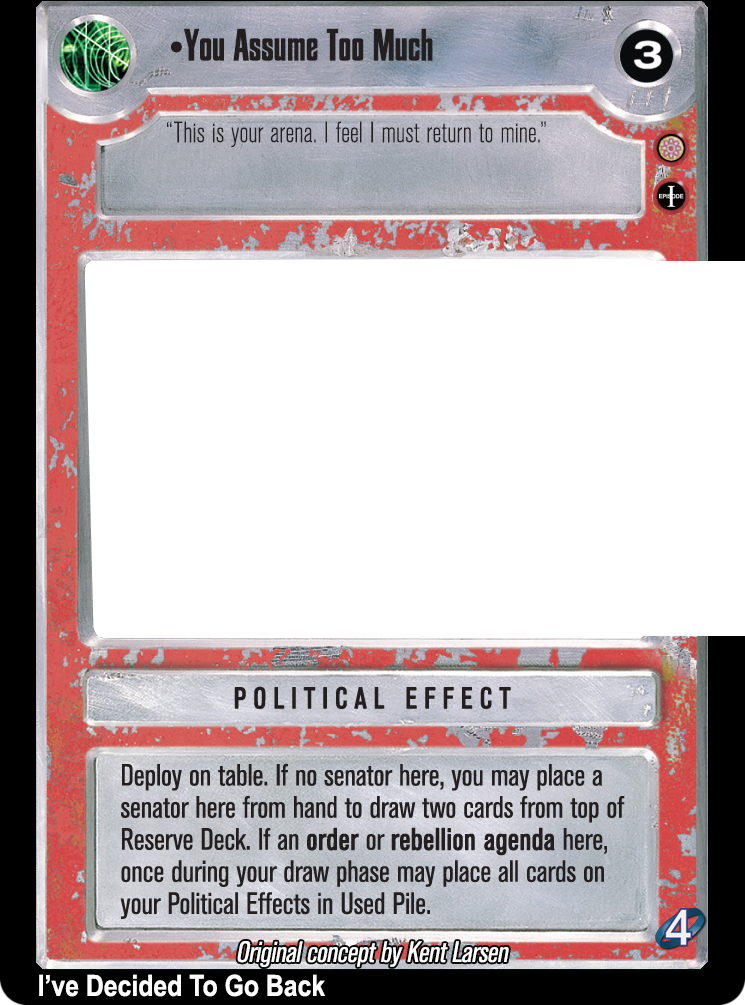 •You Assume Too Much
3
“This is your arena. I feel I must return to mine.”
EPISODE
I
POLITICAL EFFECT
Deploy on table. If no senator here, you may place a
senator here from hand to draw two cards from top of
Reserve Deck. If an order or rebellion agenda here,
once during your draw phase may place all cards on
your Political Effects in Used Pile.
4
Original concept by Kent Larsen
I’ve Decided To Go Back